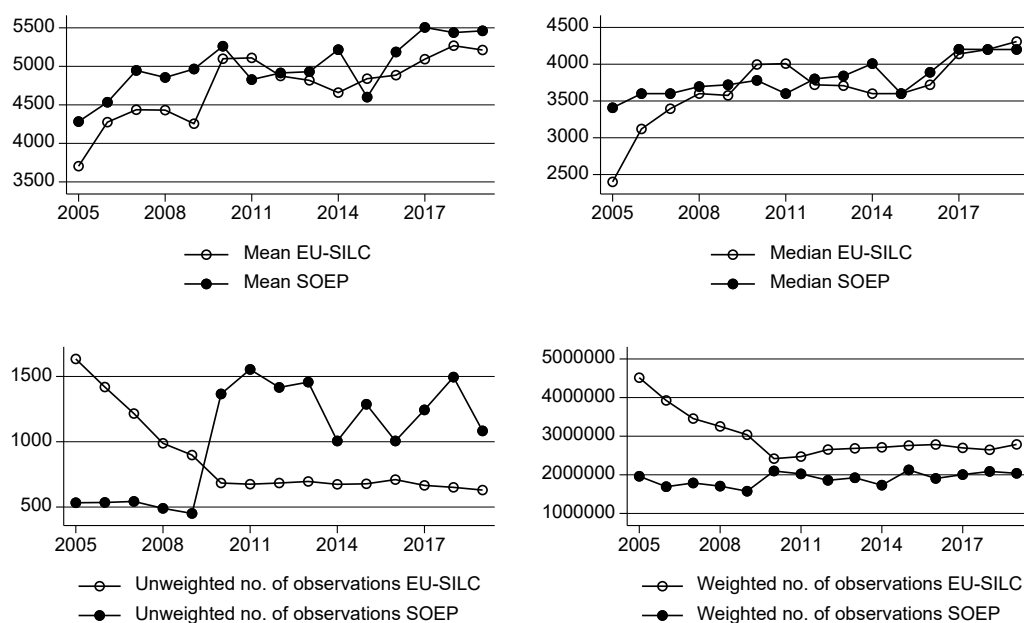 5500
5000
4500
4000
3500
2005 2008 2011 2014 2017
Mean EU-SILC
Mean SOEP
4500
4000
3500
3000
2500
2005 2008 2011 2014 2017
Median EU-SILC
Median SOEP
1500
1000
500
2005 2008 2011 2014 2017
Unweighted no. of observations EU-SILC
Unweighted no. of observations SOEP
5000000
4000000
3000000
2000000
1000000
2005 2008 2011 2014 2017
Weighted no. of observations EU-SILC
Weighted no. of observations SOEP